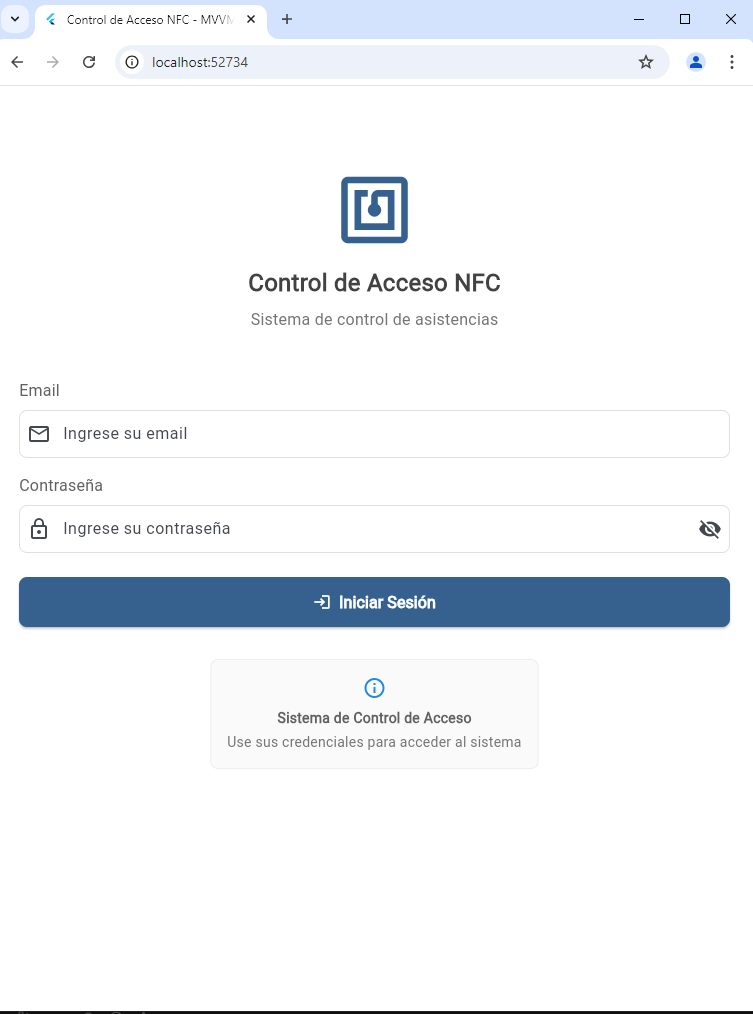 Control de Acceso NFC - MVVM
localhost:52734
Control de Acceso NFC
Sistema de control de asistencias
Email
Ingrese su email
Contraseña
Ingrese su contraseña
Iniciar Sesión
Sistema de Control de Acceso
Use sus credenciales para acceder al sistema